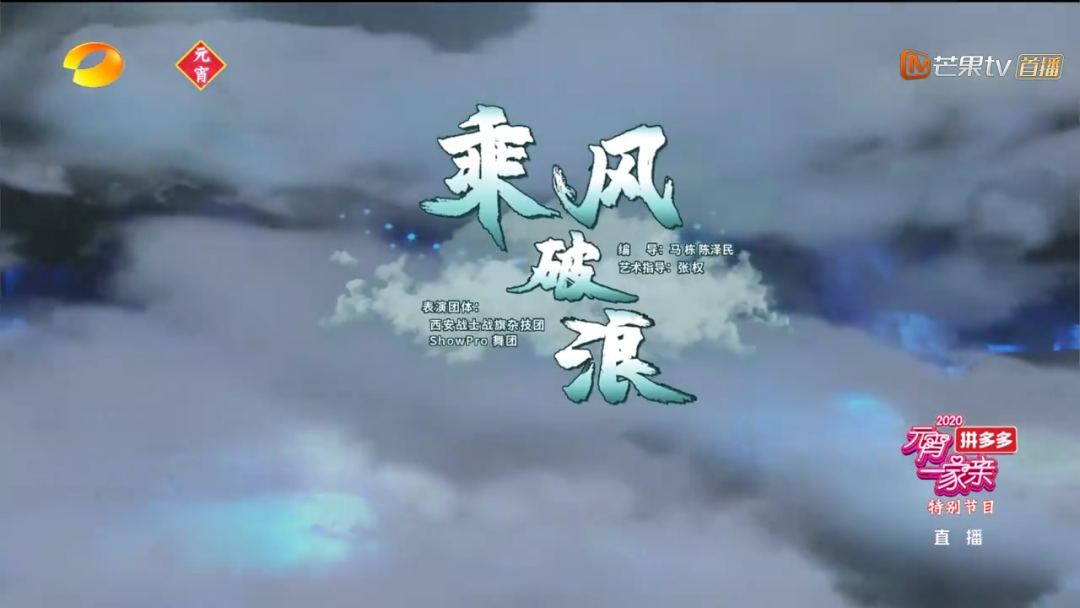 元
宵
芒果tv 首播
乘风
破
浪
编 导：马栋 陈泽民
艺术指导：张权
表演团体：
西安战士战旗杂技团
ShowPro 舞团
2020
元宵 拼多多
一家亲
特别节目
直 播